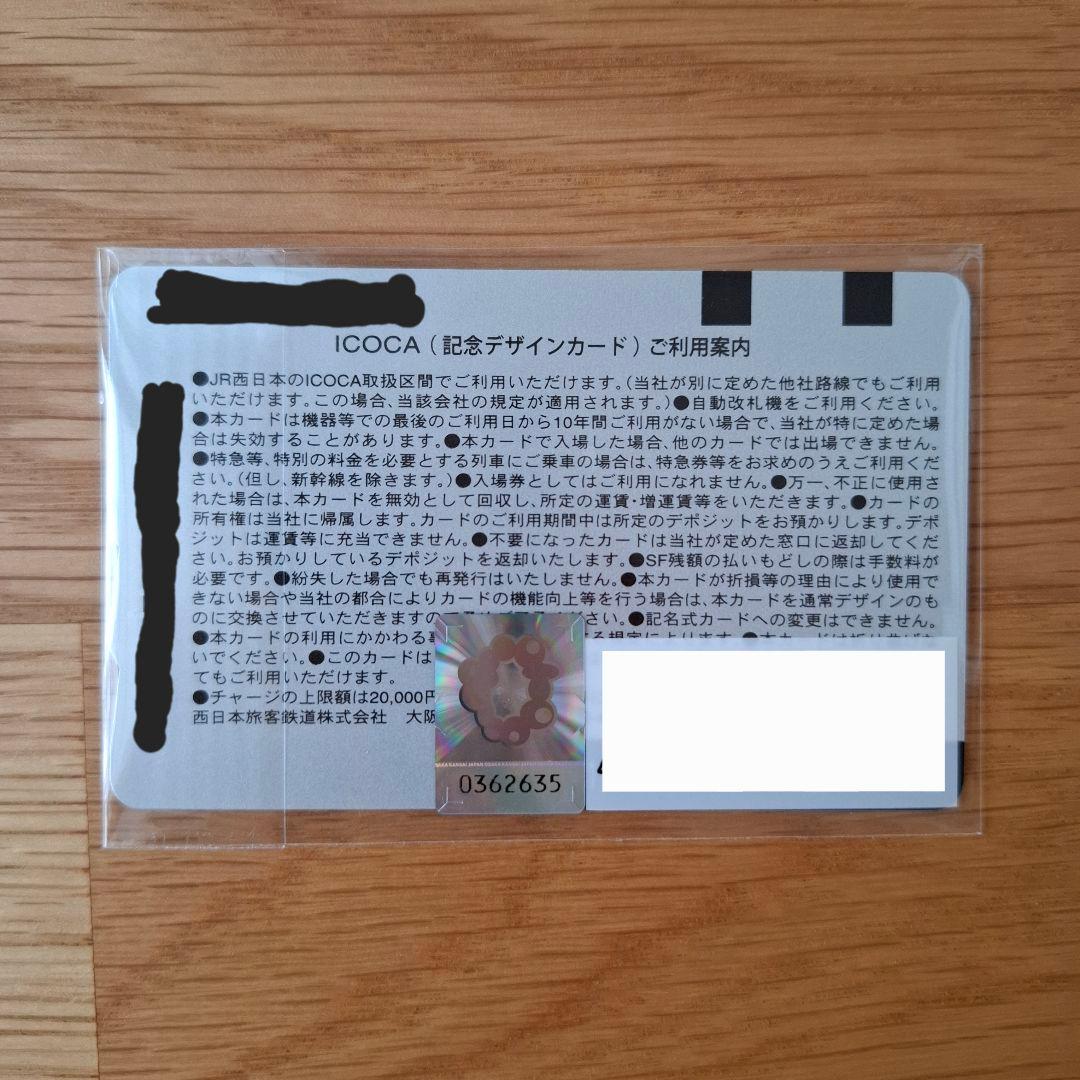 ICOCA（記念デザインカード）ご利用案内
●JR西日本のICOCA取扱区間でご利用いただけます。（当社が別に定めた他社路線でもご利用
いただけます。この場合、当該会社の規定が適用されます。）●自動改札機をご利用ください。
●本カードは機器等での最後のご利用日から10年間ご利用がない場合で、当社が特に定めた場
合は失効することがあります。●本カードで入場した場合、他のカードでは出場できません。
●特急等、特別の料金を必要とする列車にご乗車の場合は、特急券等をお求めのうえご利用くだ
さい。（但し、新幹線を除きます。）●入場券としてはご利用になれません。●万一、不正に使用さ
れた場合は、本カードを無効として回収し、所定の運賃・増運賃等をいただきます。●カードの
所有権は当社に帰属します。カードのご利用期間中は所定のデポジットをお預かりします。デポ
ジットは運賃等に充当できません。●不要になったカードは当社が定めた窓口に返却してくだ
さい。お預かりしているデポジットを返却いたします。●SF残額の払いもどしの際は手数料が
必要です。●紛失した場合でも再発行はいたしません。●本カードが折損等の理由により使用で
きない場合や当社の都合によりカードの機能向上等を行う場合は、本カードを通常デザインのも
のに交換させていただきますの ださい。●記名式カードへの変更はできません。
●本カードの利用にかかわる 規定によります。●本カードは折り曲げな
いでください。●このカードは
てもご利用いただけます。
●チャージの上限額は20,000円
西日本旅客鉄道株式会社 大阪
0362635